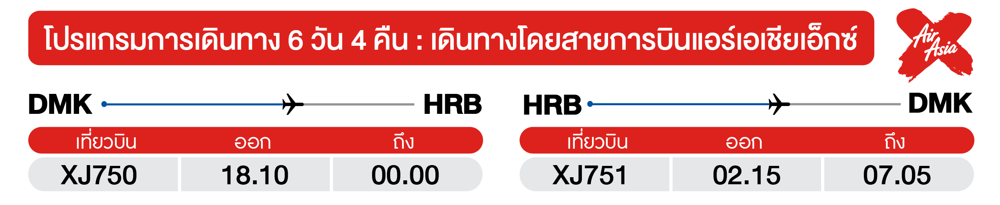 โปรแกรมการเดินทาง 6 วัน 4 คืน : เดินทางโดยสายการบินแอร์เอเชียเอ็กซ์
Air
Asia
DMK HRB
HRB DMK
เที่ยวบิน ออก ถึง
เที่ยวบิน ออก ถึง
XJ750 18.10 00.00
XJ751 02.15 07.05